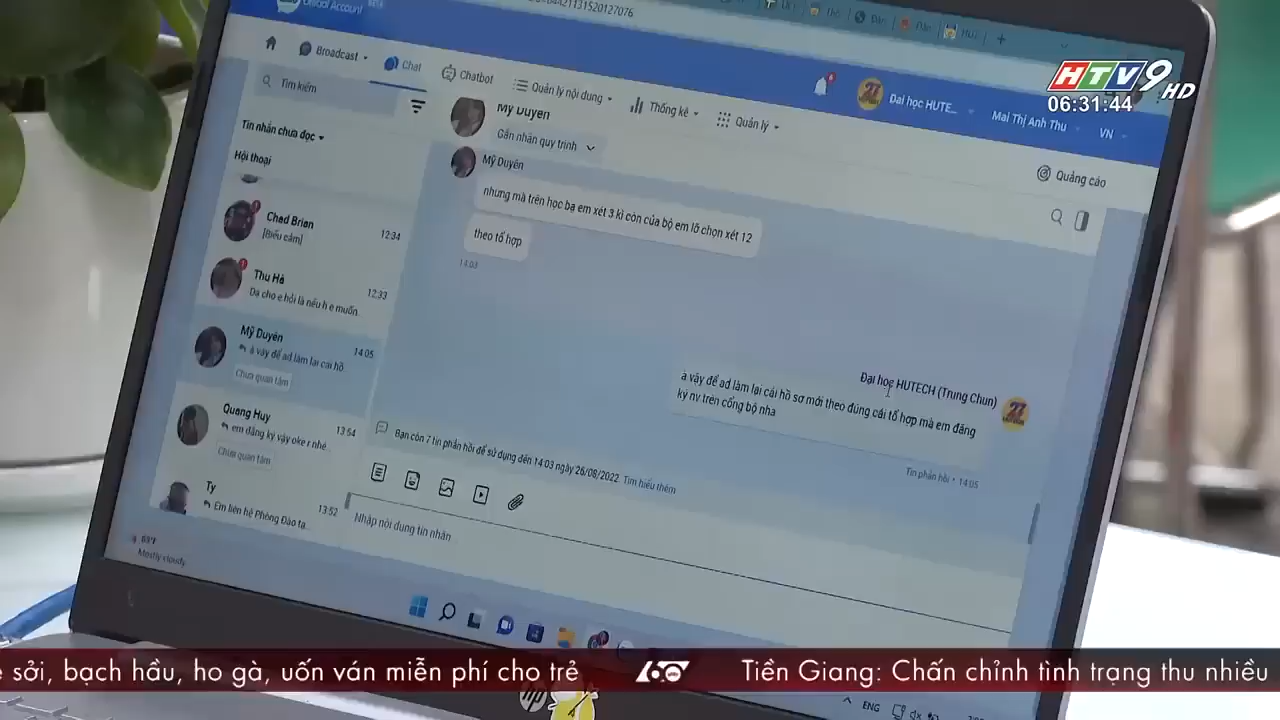 Official Account BETA
HTV9 HD
06:31:44
Broadcast
Chat
Chatbot
Quản lý nội dung
Thống kê
Quản lý
Đại học HUTE...
Mai Thị Anh Thu
VN
Tìm kiếm
Quảng cáo
Tin nhắn chưa đọc
Hội thoại
Mỹ Duyên
Gắn nhãn quy trình
Mỹ Duyên
nhưng mà trên học bạ em xét 3 kì còn của bộ em lỡ chọn xét 12
theo tổ hợp
14:03
Chad Brian
12:34
[Biểu cảm]
Thu Hà
12:33
Dạ cho e hỏi là nếu h e muốn
Mỹ Duyên
14:05
à vậy để ad làm lại cái hồ
Chưa quan tâm
Quang Huy
13:54
em đăng ký vậy oke r nhé...
Chưa quan tâm
Ty
13:52
Em liên hệ Phòng Đào tạ...
Đại học HUTECH (Trung Chun)
à vậy để ad làm lại cái hồ sơ mới theo đúng cái tổ hợp mà em đăng
ký nv trên cổng bộ nha
Tin phản hồi • 14:05
Bạn còn 7 tin phản hồi để sử dụng đến 14:03 ngày 26/08/2022. Tìm hiểu thêm
Nhập nội dung tin nhắn
Mostly cloudy
ENG
hp
sởi, bạch hầu, ho gà, uốn ván miễn phí cho trẻ
60
Tiền Giang: Chấn chỉnh tình trạng thu nhiều